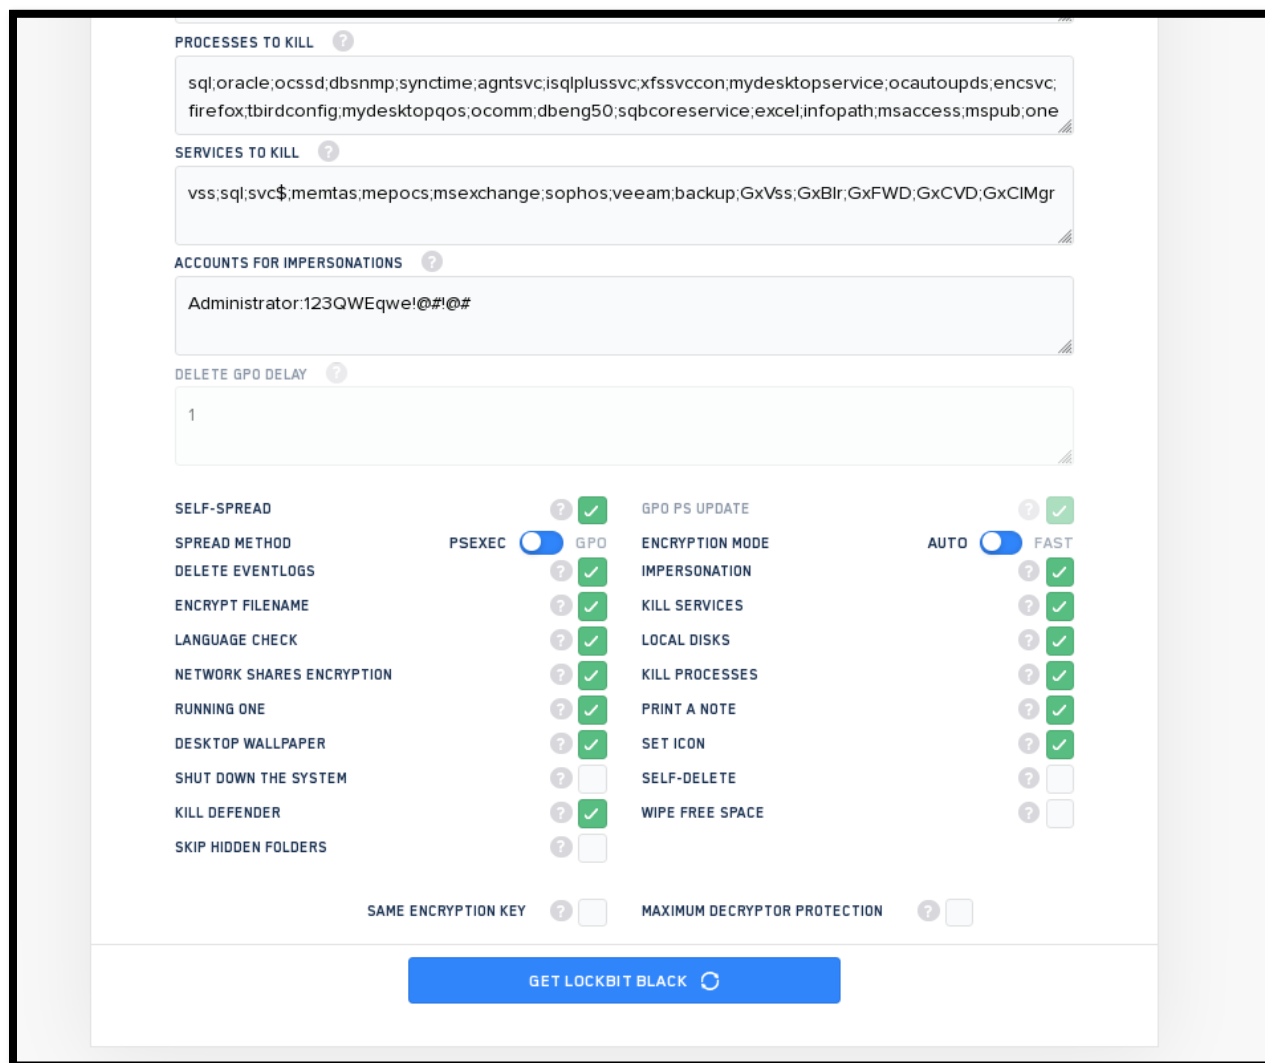 PROCESSES TO KILL ?
sql;oracle;ocssd;dbsnmp;synctime;agntsvc;isqlplussvc;xfssvccon;mydesktopservice;ocautoupds;encsvc;
firefox;tbirdconfig;mydesktopqos;ocomm;dbeng50;sqbcoreservice;excel;infopath;msaccess;mspub;one
SERVICES TO KILL ?
vss;sql;svc$;memtas;mepocs;msexchange;sophos;veeam;backup;GxVss;GxBlr;GxFWD;GxCVD;GxCIMgr
ACCOUNTS FOR IMPERSONATIONS ?
Administrator:123QWEqwe!@#!@#
DELETE GPO DELAY ?
1
SELF-SPREAD ? GPO PS UPDATE ?
SPREAD METHOD PSEXEC GPO ENCRYPTION MODE AUTO FAST
DELETE EVENTLOGS ? IMPERSONATION ?
ENCRYPT FILENAME ? KILL SERVICES ?
LANGUAGE CHECK ? LOCAL DISKS ?
NETWORK SHARES ENCRYPTION ? KILL PROCESSES ?
RUNNING ONE ? PRINT A NOTE ?
DESKTOP WALLPAPER ? SET ICON ?
SHUT DOWN THE SYSTEM ? SELF-DELETE ?
KILL DEFENDER ? WIPE FREE SPACE ?
SKIP HIDDEN FOLDERS ?
SAME ENCRYPTION KEY ? MAXIMUM DECRYPTOR PROTECTION ?
GET LOCKBIT BLACK